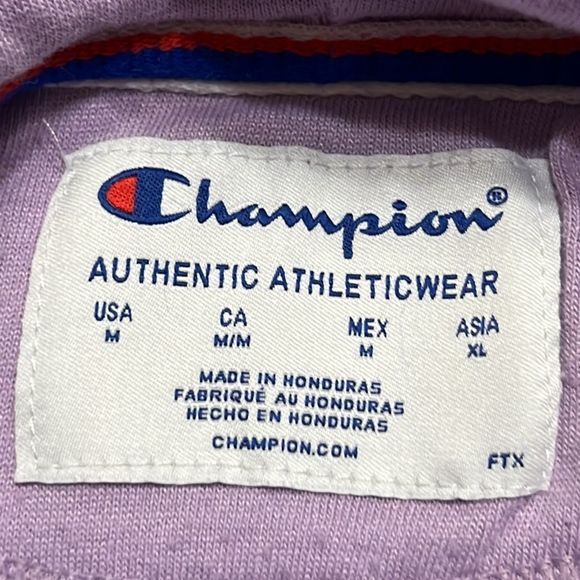 Champion®
AUTHENTIC ATHLETICWEAR
USA CA MEX ASIA
M M/M M XL
MADE IN HONDURAS
FABRIQUÉ AU HONDURAS
HECHO EN HONDURAS
CHAMPION.COM
FTX